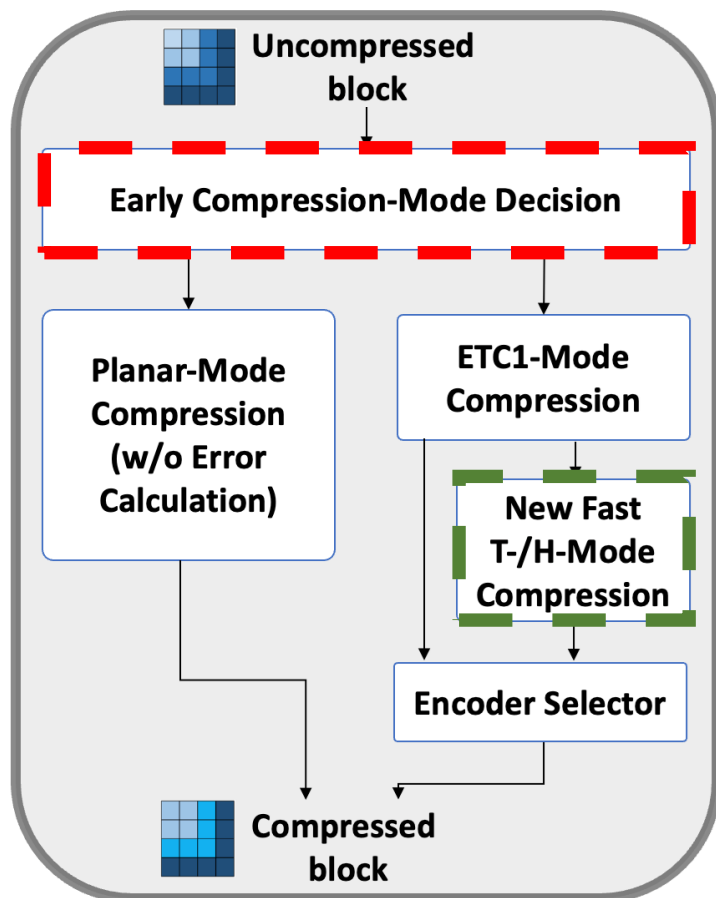 Uncompressed
block
Early Compression-Mode Decision
Planar-Mode
Compression
(w/o Error
Calculation)
ETC1-Mode
Compression
New Fast
T-/H-Mode
Compression
Encoder Selector
Compressed
block